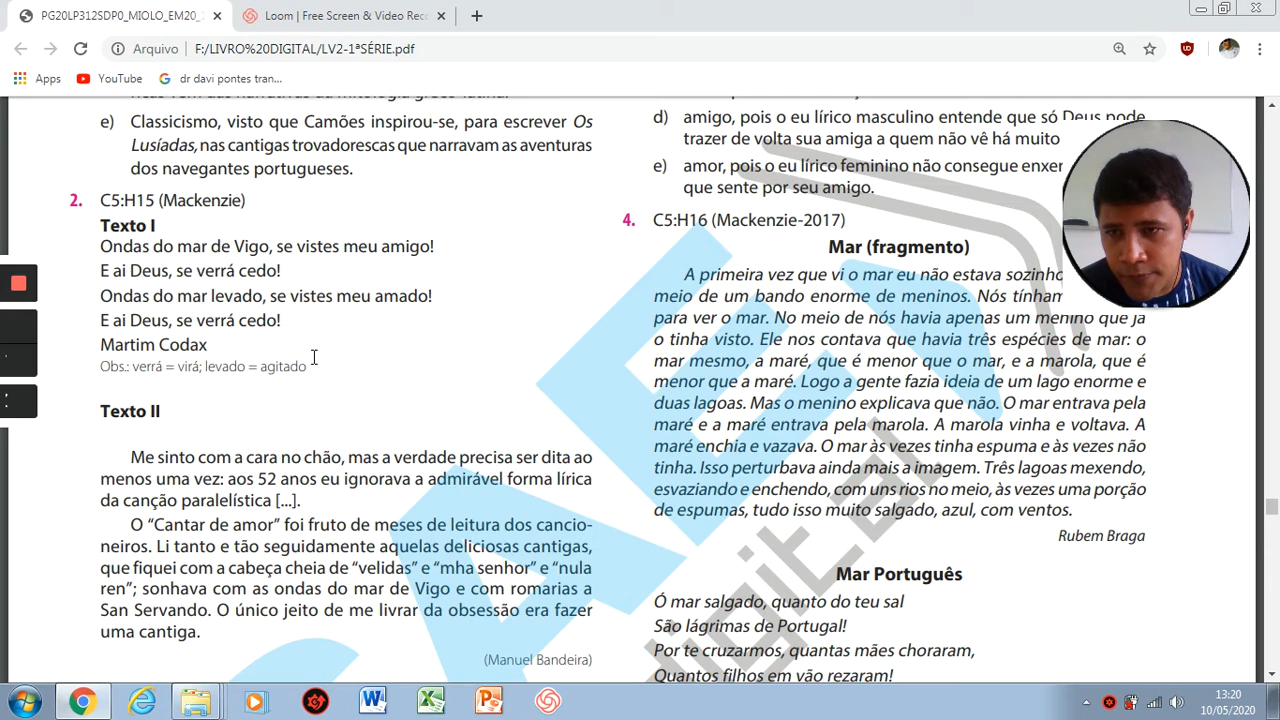 PG20LP312SDP0_MIOLO_EM20_
Loom | Free Screen & Video Rec
Arquivo
F:/LIVRO%20DIGITAL/LV2-1ªSÉRIE.pdf
Apps
YouTube
dr davi pontes tran...
e) Classicismo, visto que Camões inspirou-se, para escrever Os
Lusíadas, nas cantigas trovadorescas que narravam as aventuras
dos navegantes portugueses.
2. C5:H15 (Mackenzie)
Texto I
Ondas do mar de Vigo, se vistes meu amigo!
E ai Deus, se verrá cedo!
Ondas do mar levado, se vistes meu amado!
E ai Deus, se verrá cedo!
Martim Codax
Obs.: verrá = virá; levado = agitado
Texto II
Me sinto com a cara no chão, mas a verdade precisa ser dita ao
menos uma vez: aos 52 anos eu ignorava a admirável forma lírica
da canção paralelística [...].
O “Cantar de amor” foi fruto de meses de leitura dos cancio-
neiros. Li tanto e tão seguidamente aquelas deliciosas cantigas,
que fiquei com a cabeça cheia de “velidas” e “mha senhor” e “nula
ren”; sonhava com as ondas do mar de Vigo e com romarias a
San Servando. O único jeito de me livrar da obsessão era fazer
uma cantiga.
(Manuel Bandeira)
d) amigo, pois o eu lírico masculino entende que só Deus pode
trazer de volta sua amiga a quem não vê há muito
e) amor, pois o eu lírico feminino não consegue enxer
que sente por seu amigo.
4. C5:H16 (Mackenzie-2017)
Mar (fragmento)
A primeira vez que vi o mar eu não estava sozinho
meio de um bando enorme de meninos. Nós tínham
para ver o mar. No meio de nós havia apenas um menino que já
o tinha visto. Ele nos contava que havia três espécies de mar: o
mar mesmo, a maré, que é menor que o mar, e a marola, que é
menor que a maré. Logo a gente fazia ideia de um lago enorme e
duas lagoas. Mas o menino explicava que não. O mar entrava pela
maré e a maré entrava pela marola. A marola vinha e voltava. A
maré enchia e vazava. O mar às vezes tinha espuma e às vezes não
tinha. Isso perturbava ainda mais a imagem. Três lagoas mexendo,
esvaziando e enchendo, com uns rios no meio, às vezes uma porção
de espumas, tudo isso muito salgado, azul, com ventos.
Rubem Braga
Mar Português
Ó mar salgado, quanto do teu sal
São lágrimas de Portugal!
Por te cruzarmos, quantas mães choraram,
Quantos filhos em vão rezaram!
digital
13:20
10/05/2020